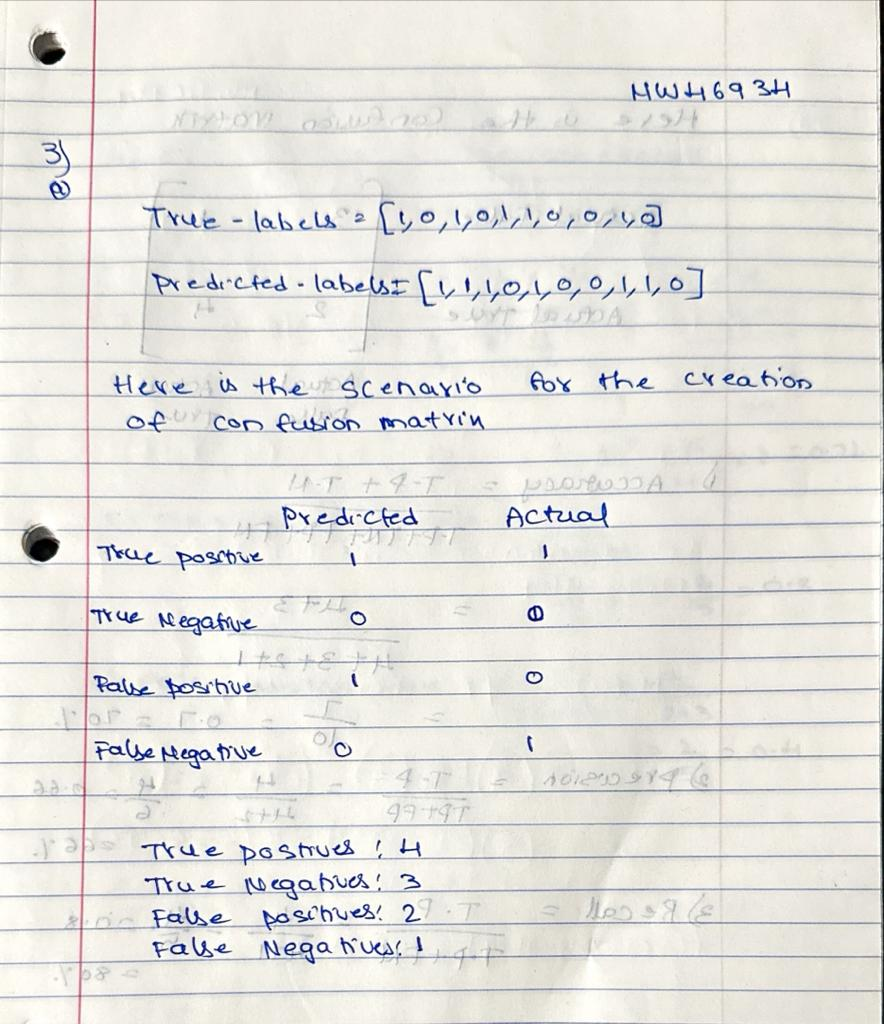 HW46934
3)
a)
True-labels = [1,0,1,0,1,1,0,0,1,0]
Predicted-labels = [1,1,1,0,1,0,0,1,1,0]
Here is the scenario for the creation
of confusion matrix
Predicted Actual
True positive 1 1
True Negative 0 0
False positive 1 0
False Negative 0 1
True postives: 4
True Negatives: 3
False positives: 2
False Negatives: 1